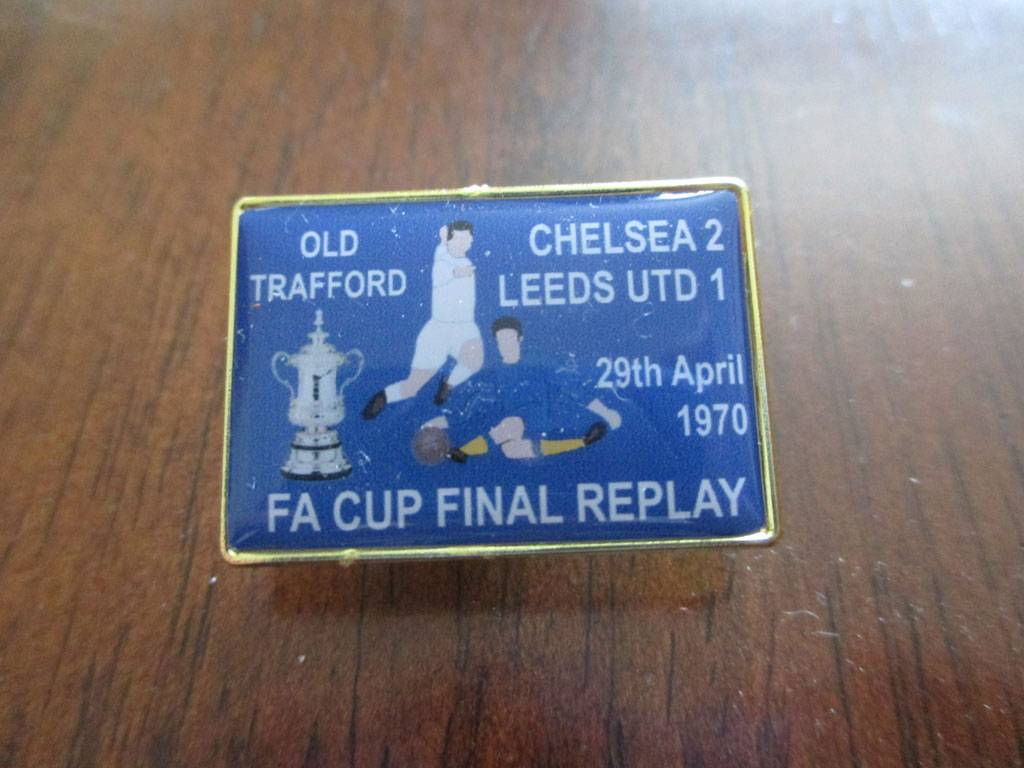 OLD
TRAFFORD
CHELSEA 2
LEEDS UTD 1
29th April
1970
FA CUP FINAL REPLAY